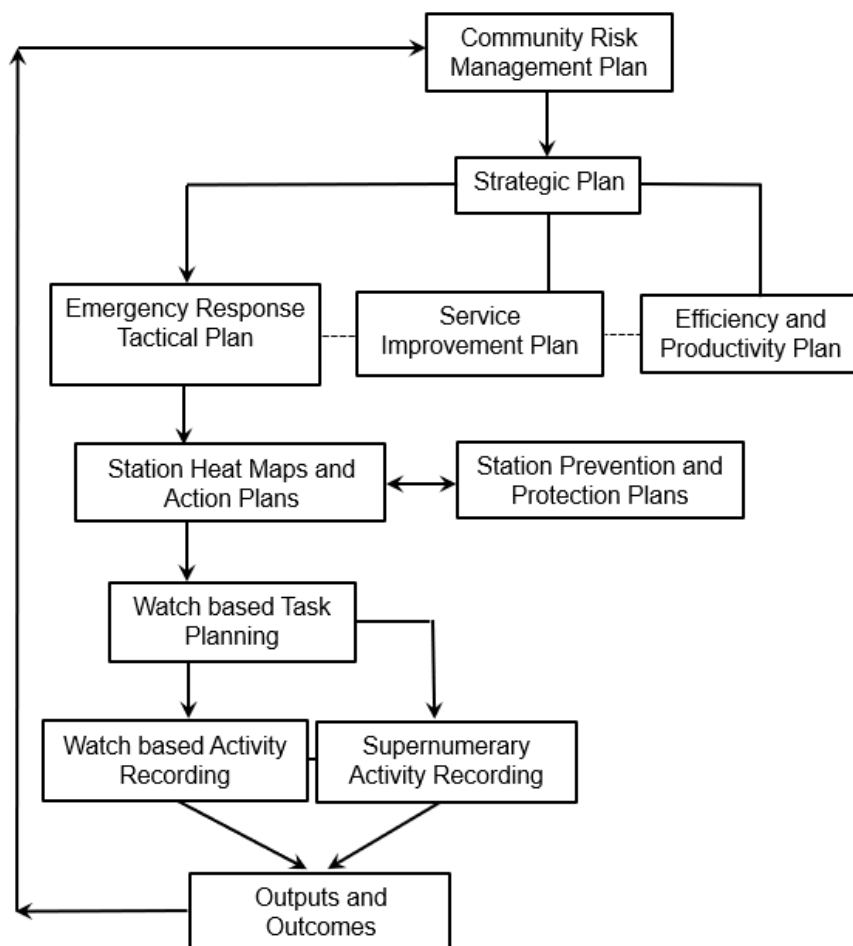 Community Risk
Management Plan
Strategic Plan
Emergency Response
Tactical Plan
Service
Improvement Plan
Efficiency and
Productivity Plan
Station Heat Maps and
Action Plans
Station Prevention and
Protection Plans
Watch based Task
Planning
Watch based Activity
Recording
Supernumerary
Activity Recording
Outputs and
Outcomes